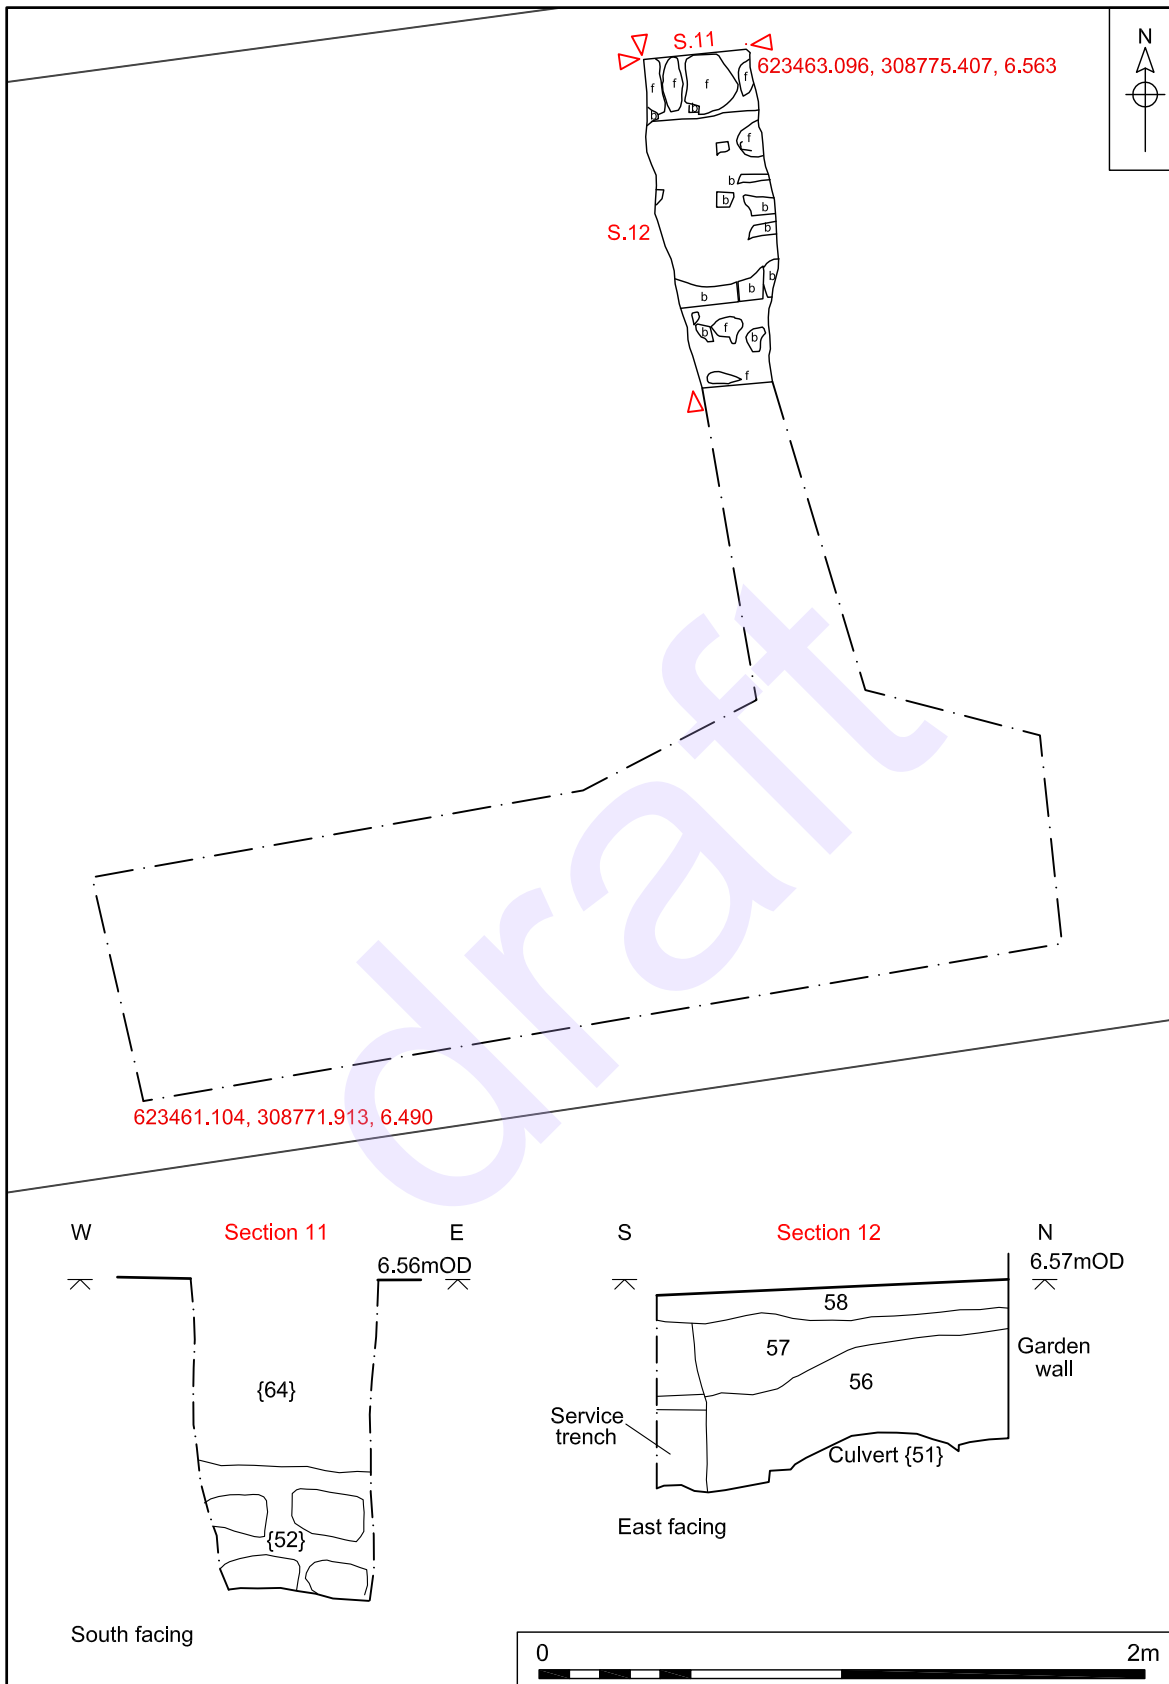 S.11
N
623463.096, 308775.407, 6.563
f
f
f
f
b
b
f
b
b
b
S.12
b
b
b
b
b
f
b
f
draft
623461.104, 308771.913, 6.490
W
Section 11
E
6.56mOD
{64}
{52}
South facing
S
Section 12
N
6.57mOD
58
57
56
Garden
wall
Service
trench
Culvert {51}
East facing
0
2m